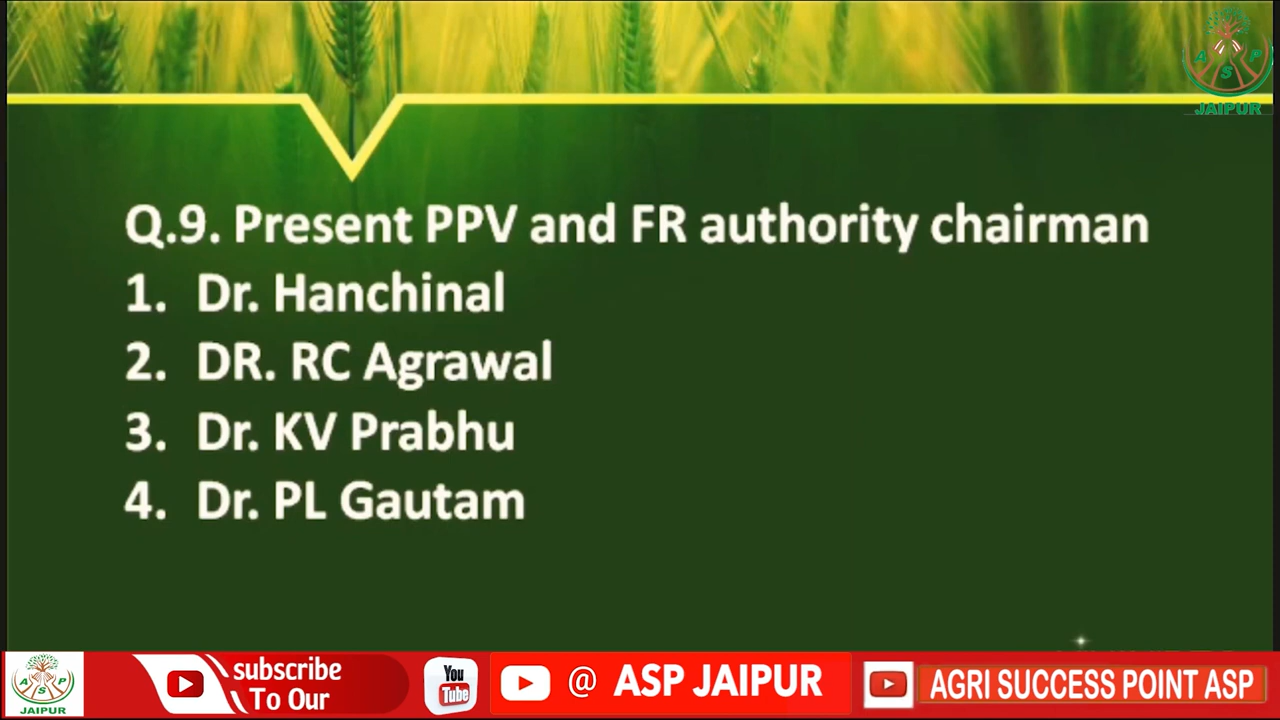 A S P
JAIPUR
Q.9. Present PPV and FR authority chairman
1. Dr. Hanchinal
2. DR. RC Agrawal
3. Dr. KV Prabhu
4. Dr. PL Gautam
A S P
JAIPUR
subscribe
To Our
You
Tube
@ ASP JAIPUR
AGRI SUCCESS POINT ASP